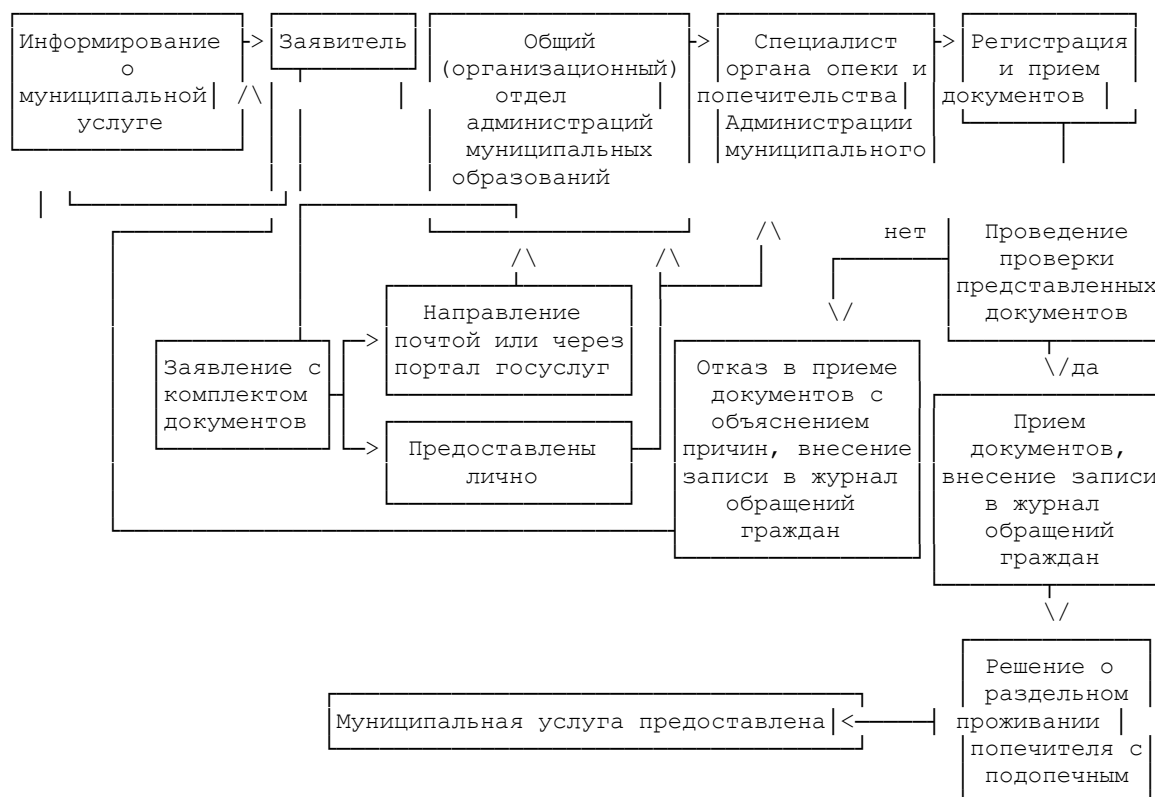 Информирование
о
муниципальной
услуге
Заявитель
Общий
(организационный)
отдел
администраций
муниципальных
образований
Специалист
органа опеки и
попечительства
Администрации
муниципального
Регистрация
и прием
документов
нет
Проведение
проверки
представленных
документов
да
Направление
почтой или через
портал госуслуг
Заявление с
комплектом
документов
Предоставлены
лично
Отказ в приеме
документов с
объяснением
причин, внесение
записи в журнал
обращений
граждан
Прием
документов,
внесение записи
в журнал
обращений
граждан
Решение о
раздельном
проживании
попечителя с
подопечным
Муниципальная услуга предоставлена